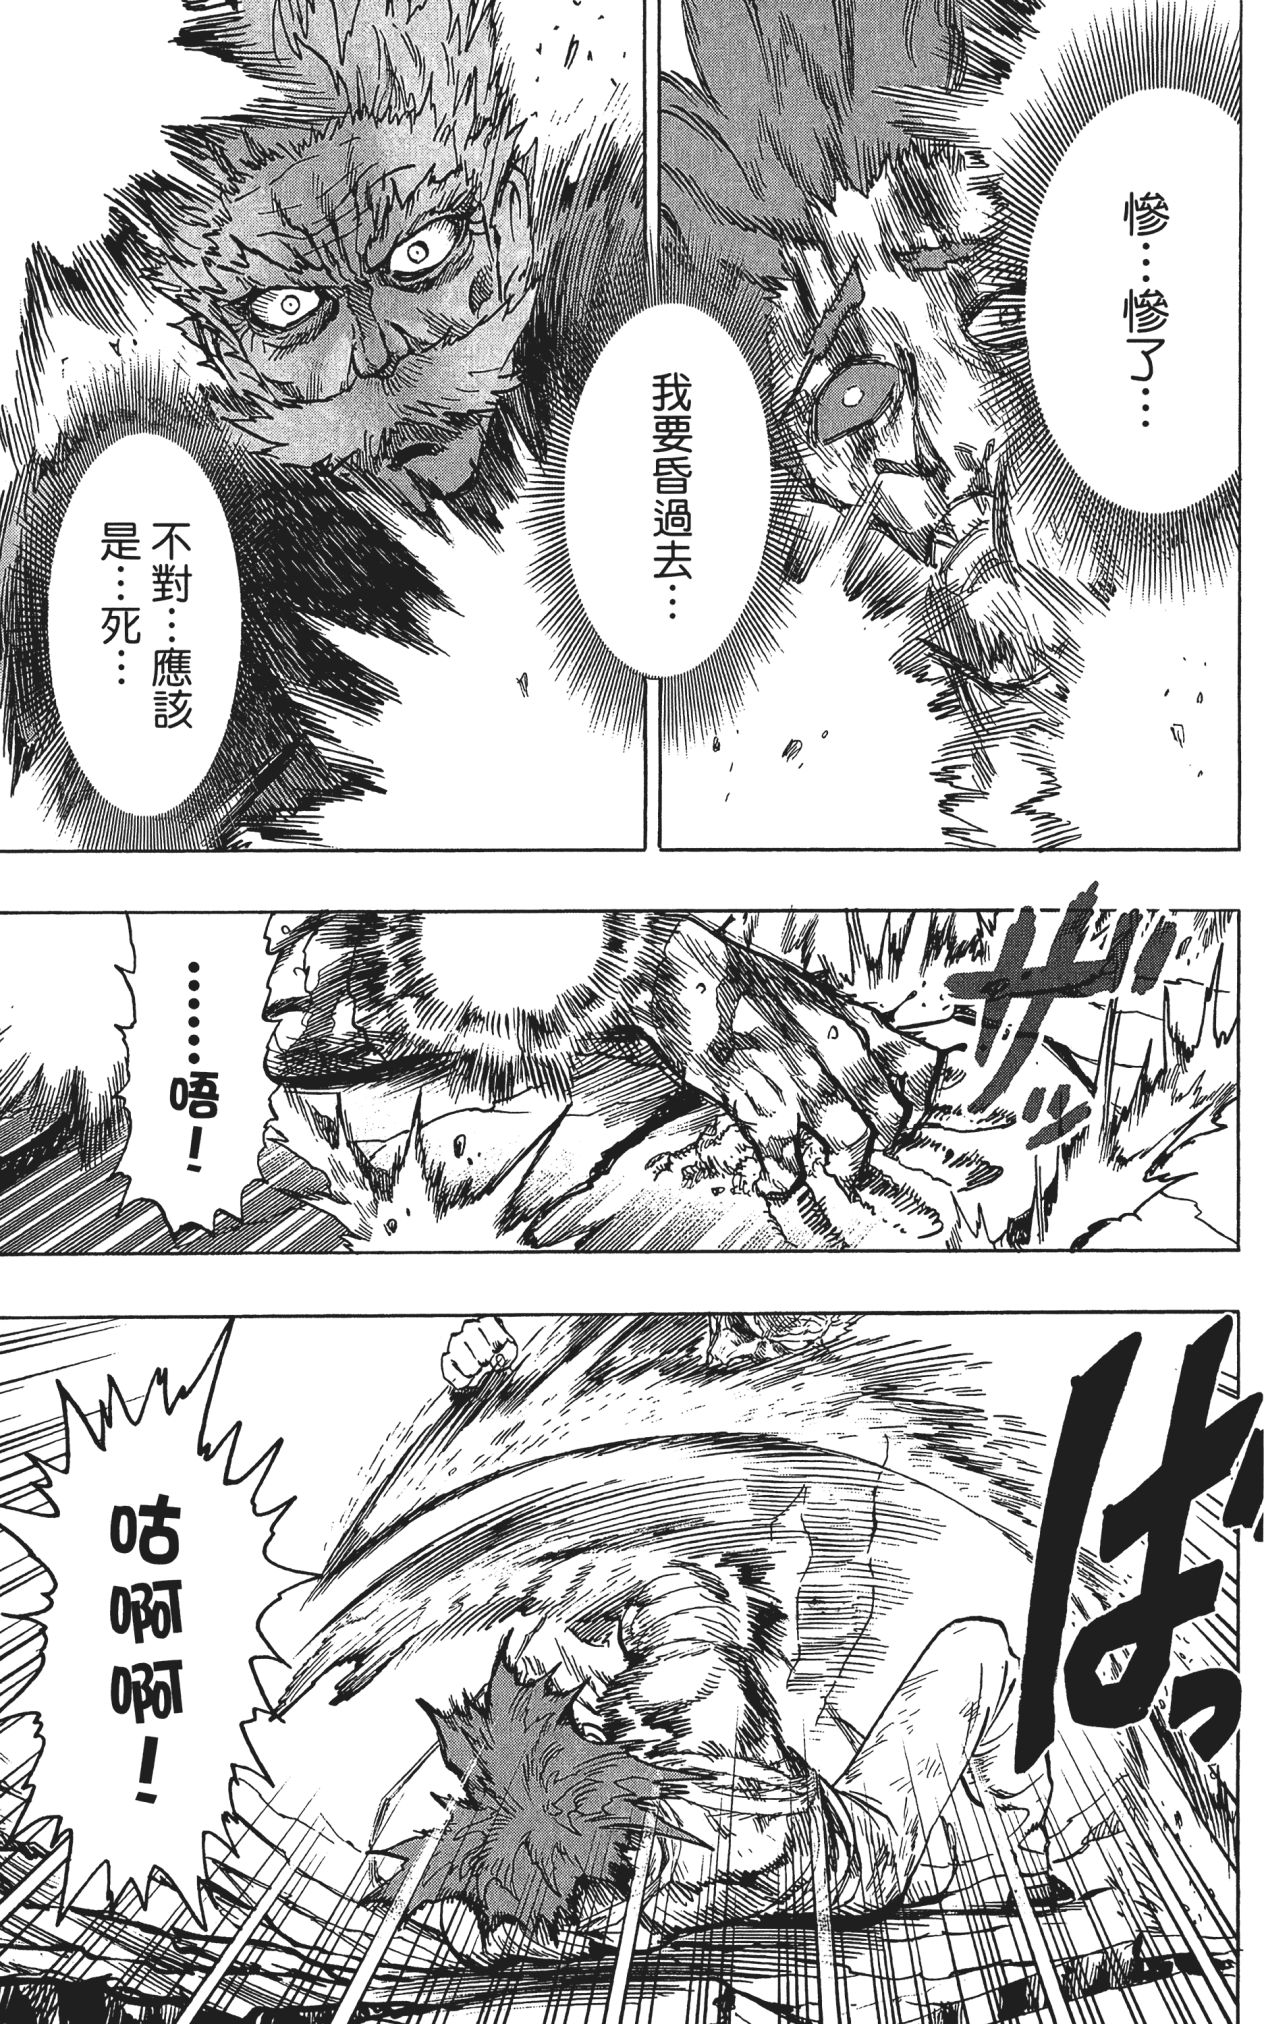 慘…慘了…
我要昏過去…
不對…應該
是…死…
ザッ
………唔！
ばっ
咕啊啊！